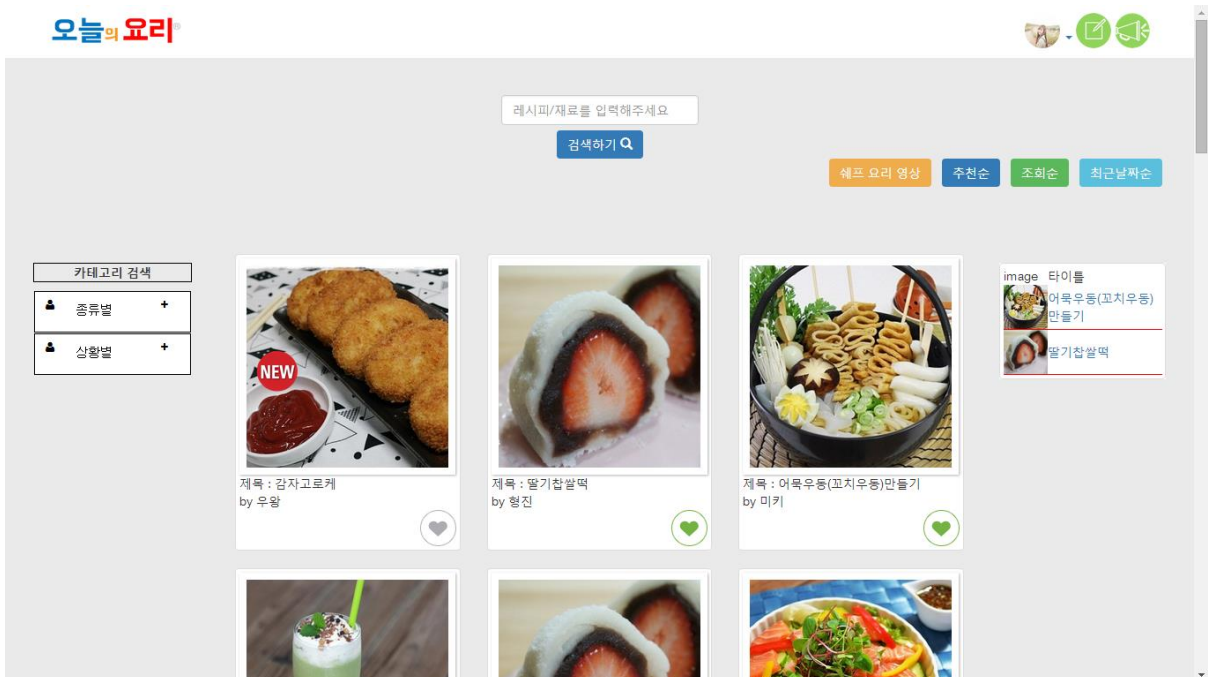 오늘의 요리
레시피/재료를 입력해주세요
검색하기
쉐프 요리 영상 추천순 조회순 최근날짜순
카테고리 검색
종류별
상황별
NEW
제목 : 감자고로케
by 우왕
제목 : 딸기찹쌀떡
by 형진
제목 : 어묵우동(꼬치우동)만들기
by 미키
image 타이틀
어묵우동(꼬치우동)
만들기
딸기찹쌀떡